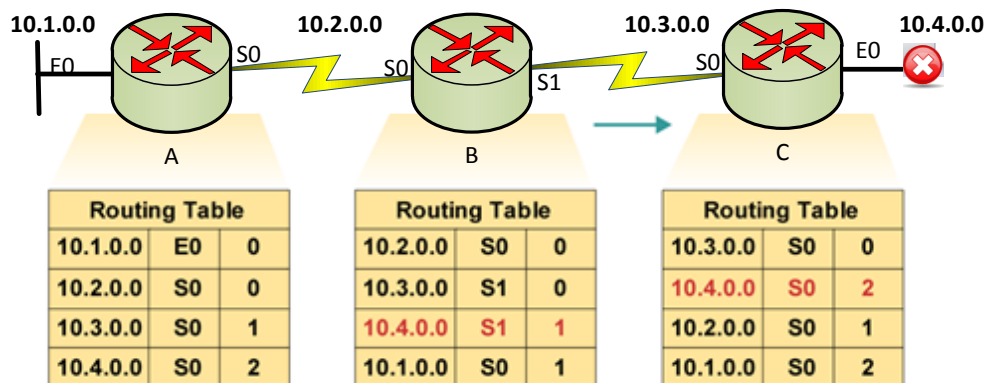 10.1.0.0 10.2.0.0 10.3.0.0 10.4.0.0
E0 S0 S0 S1 S0 E0
A B C
Routing Table
10.1.0.0 E0 0
10.2.0.0 S0 0
10.3.0.0 S0 1
10.4.0.0 S0 2
Routing Table
10.2.0.0 S0 0
10.3.0.0 S1 0
10.4.0.0 S1 1
10.1.0.0 S0 1
Routing Table
10.3.0.0 S0 0
10.4.0.0 S0 2
10.2.0.0 S0 1
10.1.0.0 S0 2